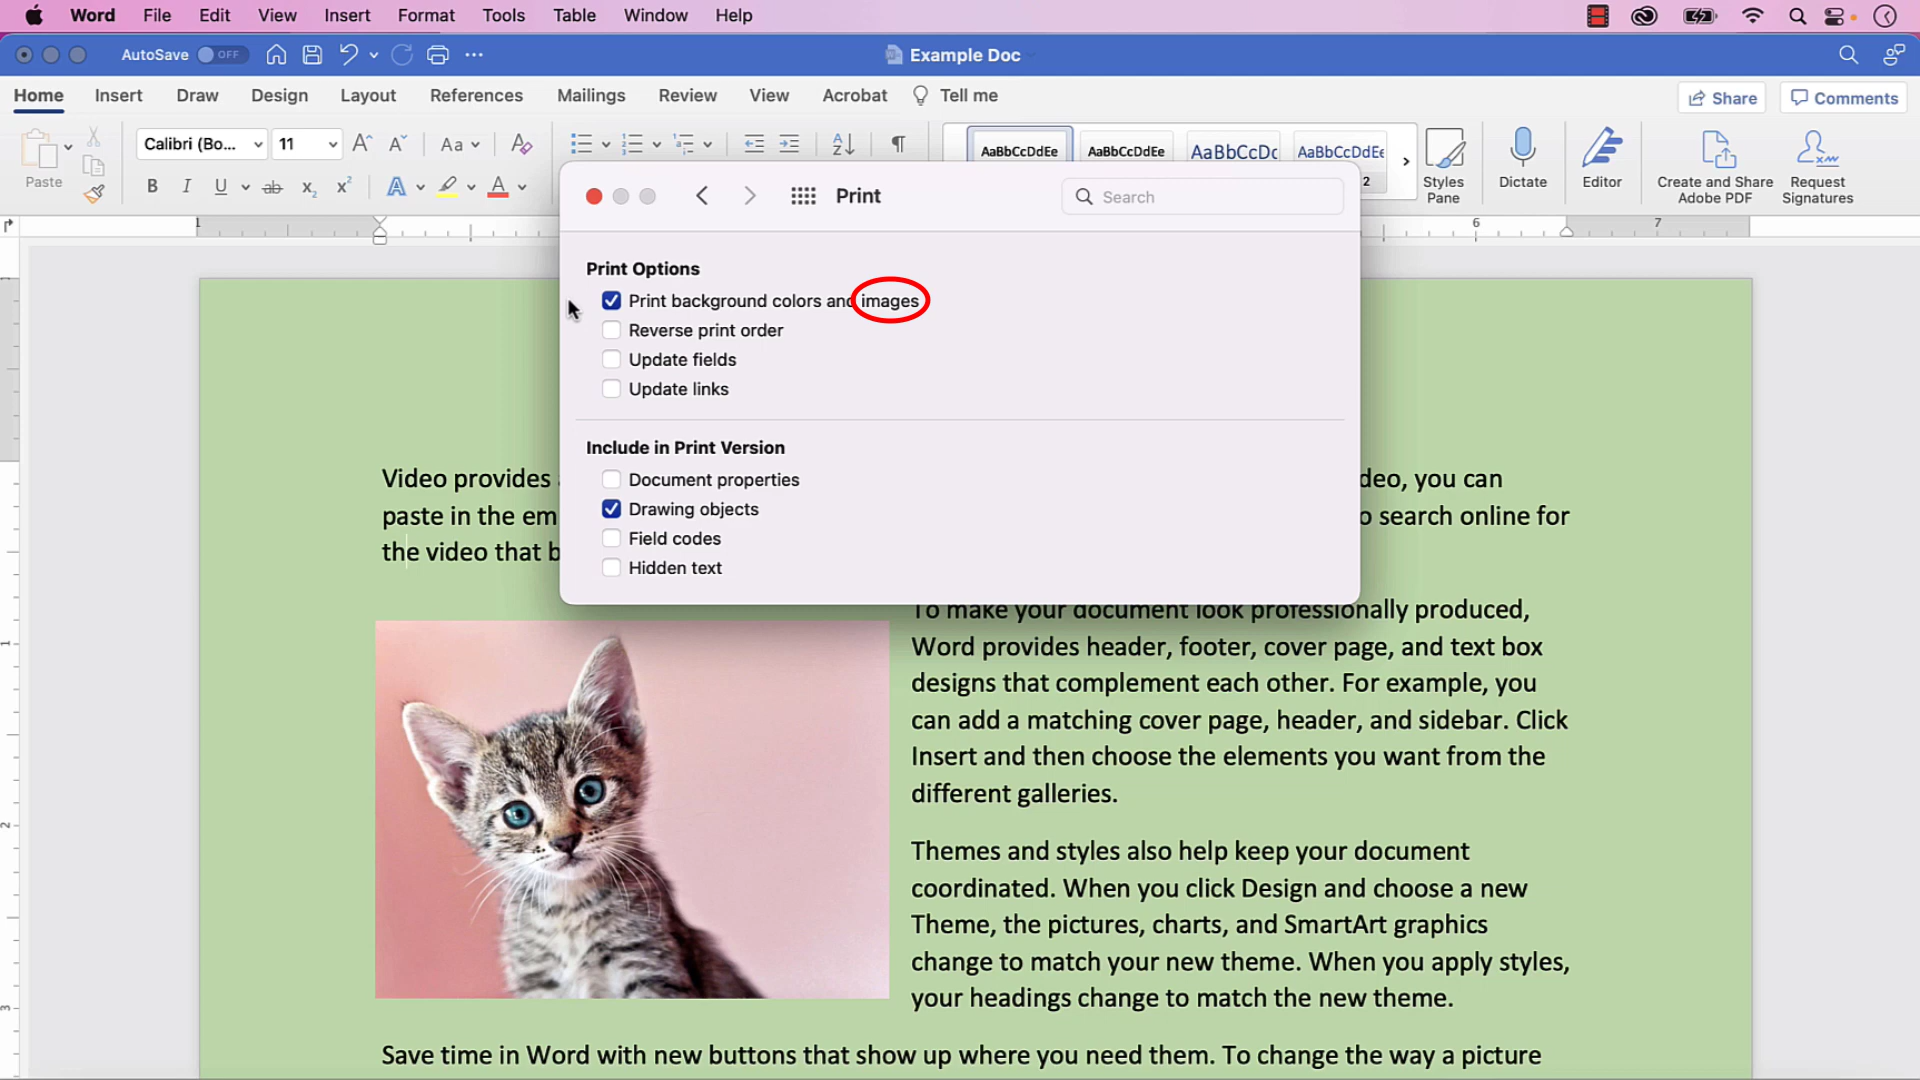 Word File Edit View Insert Format Tools Table Window Help
AutoSave OFF Example Doc
Home Insert Draw Design Layout References Mailings Review View Acrobat Tell me Share Comments
Calibri (Bo... 11 Aa AaBbCcDdEe AaBbCcDdEe AaBbCcDc AaBbCcDdEe
Paste B I U ab x₂ x² A A 2 Styles Pane Dictate Editor Create and Share Adobe PDF Request Signatures
1 6 7
Print Search
Print Options
Print background colors and images
Reverse print order
Update fields
Update links
Include in Print Version
Document properties
Drawing objects
Field codes
Hidden text
Video provides deo, you can
paste in the em o search online for
the video that b
To make your document look professionally produced,
Word provides header, footer, cover page, and text box
designs that complement each other. For example, you
can add a matching cover page, header, and sidebar. Click
Insert and then choose the elements you want from the
different galleries.
Themes and styles also help keep your document
coordinated. When you click Design and choose a new
Theme, the pictures, charts, and SmartArt graphics
change to match your new theme. When you apply styles,
your headings change to match the new theme.
Save time in Word with new buttons that show up where you need them. To change the way a picture